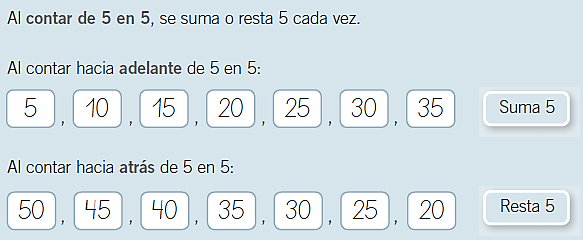 Al contar de 5 en 5, se suma o resta 5 cada vez.
Al contar hacia adelante de 5 en 5:
5, 10, 15, 20, 25, 30, 35 Suma 5
Al contar hacia atrás de 5 en 5:
50, 45, 40, 35, 30, 25, 20 Resta 5